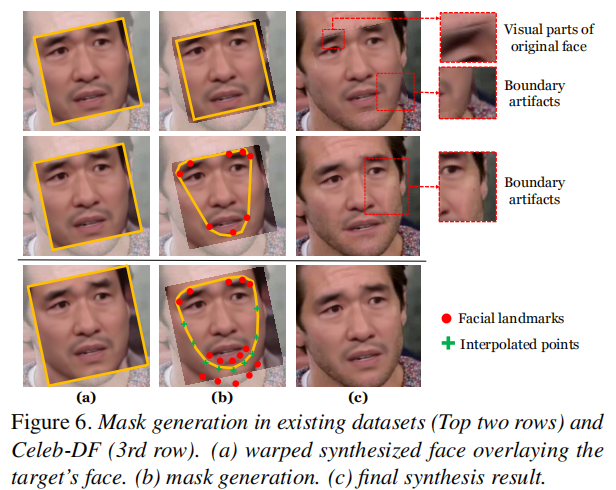 Visual parts of
original face
Boundary
artifacts
Boundary
artifacts
Facial landmarks
Interpolated points
(a) (b) (c)
Figure 6. Mask generation in existing datasets (Top two rows) and
Celeb-DF (3rd row). (a) warped synthesized face overlaying the
target's face. (b) mask generation. (c) final synthesis result.